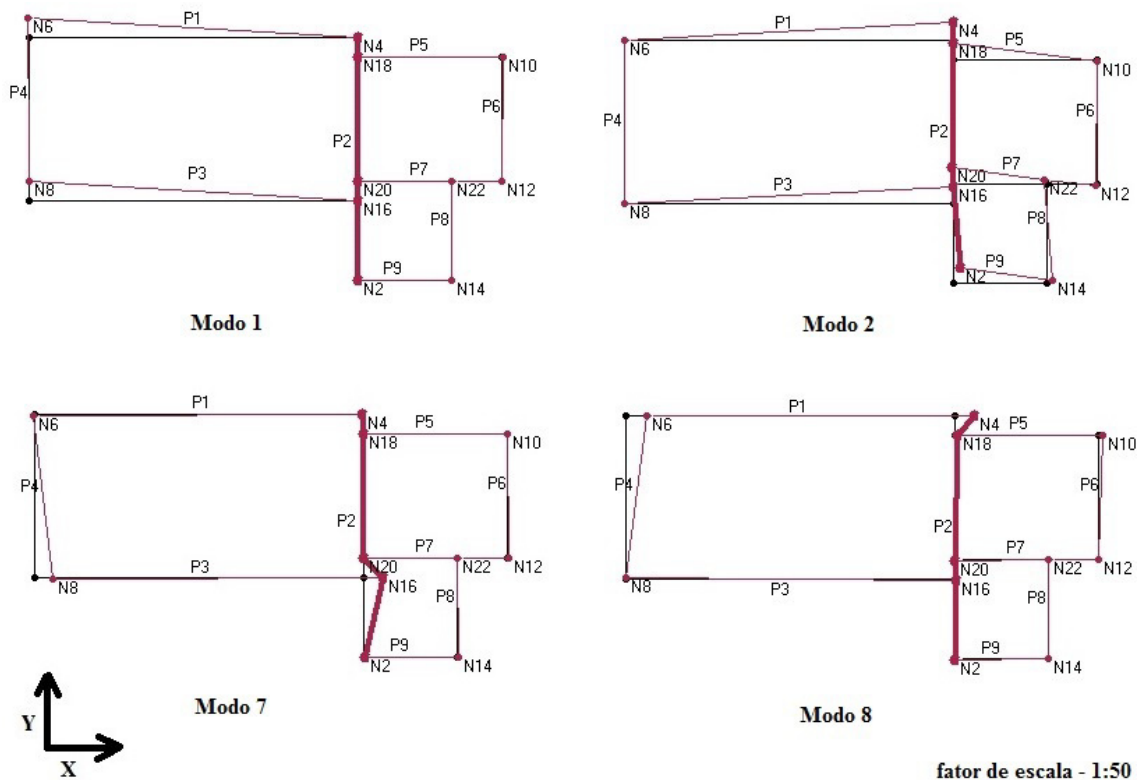 P1
N6
N4
P5
N18
N10
P4
P6
P2
P3
P7
N8
N20
N22
N12
N16
P8
P9
N2
N14
Modo 1
P1
N4
N6
P5
N18
N10
P4
P6
P2
P7
P3
N20
N22
N12
N8
N16
P8
P9
N2
N14
Modo 2
P1
N6
N4
P5
N18
N10
P4
P6
P2
P7
N20
N22
N12
P3
N8
N16
P8
P9
N2
N14
Modo 7
P1
N6
N4
P5
N18
N10
P4
P6
P2
P7
N20
N22
N12
N8
P3
N16
P8
P9
N2
N14
Modo 8
Y
X
fator de escala - 1:50